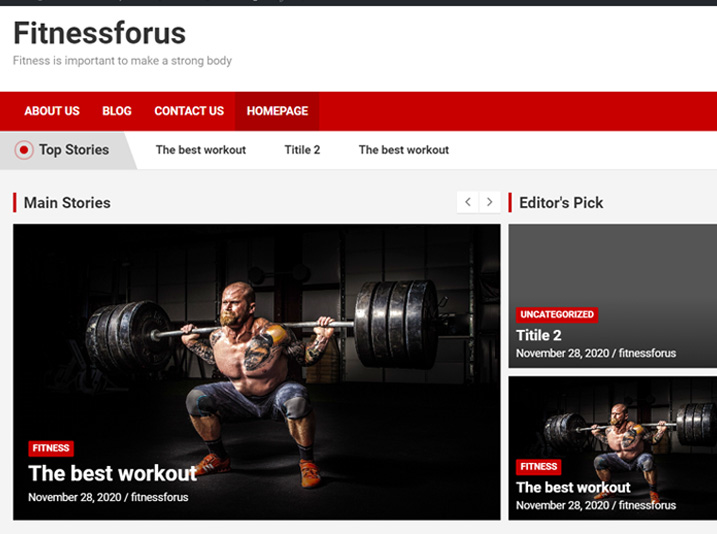 Fitnessforus
Fitness is important to make a strong body
ABOUT US BLOG CONTACT US HOMEPAGE
Top Stories The best workout Titile 2 The best workout
Main Stories
Editor's Pick
FITNESS
The best workout
November 28, 2020 / fitnessforus
UNCATEGORIZED
Titile 2
November 28, 2020 / fitnessforus
FITNESS
The best workout
November 28, 2020 / fitnessforus